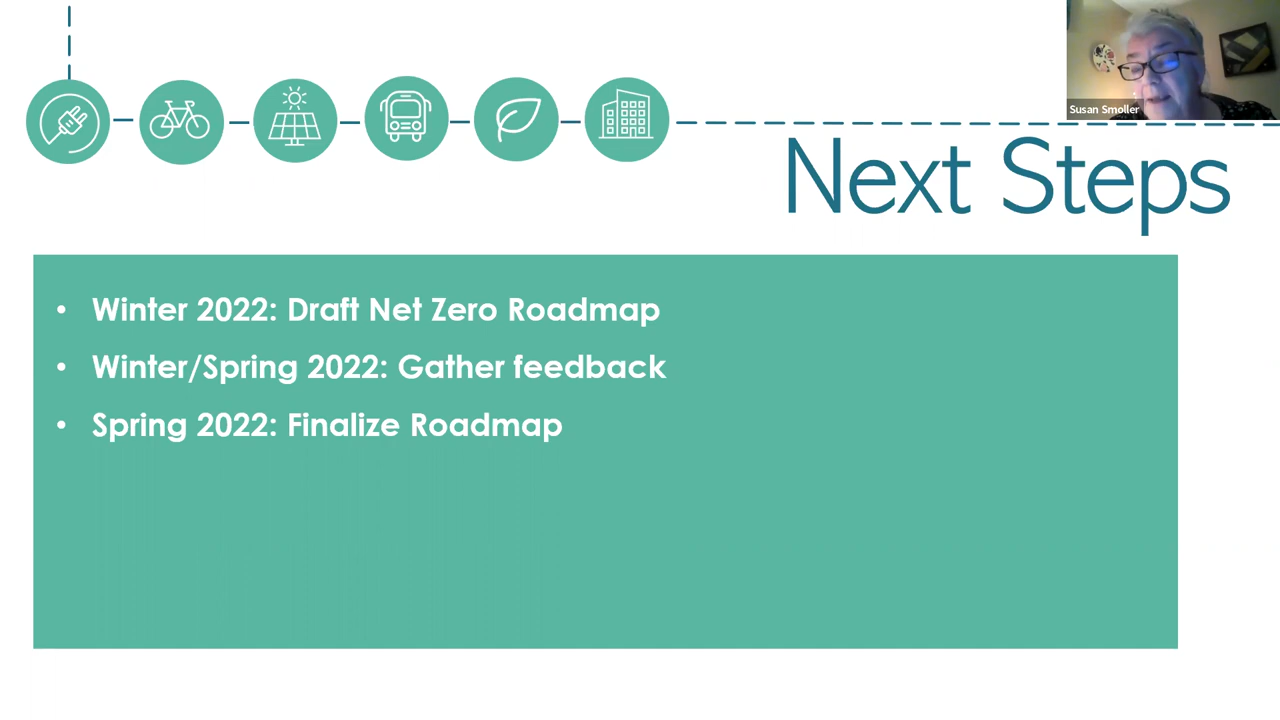 Susan Smoller
Next Steps
• Winter 2022: Draft Net Zero Roadmap
• Winter/Spring 2022: Gather feedback
• Spring 2022: Finalize Roadmap